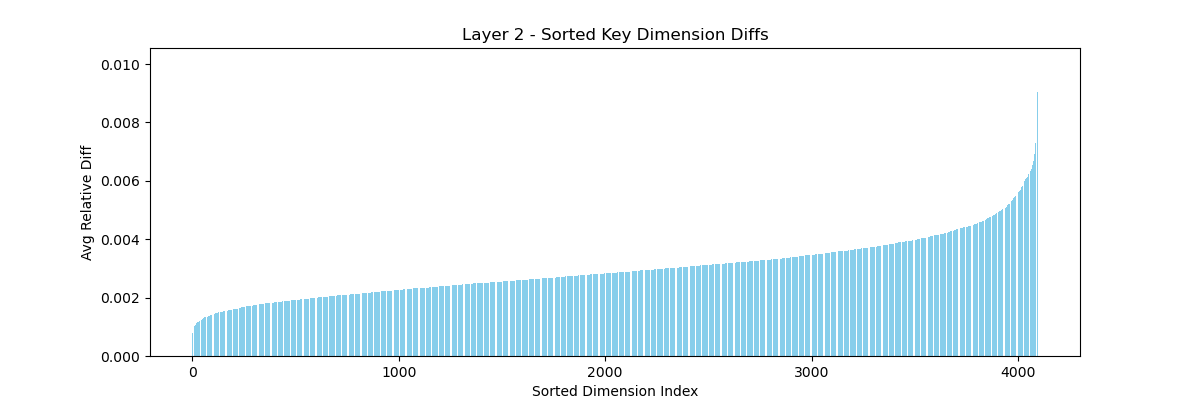 Layer 2 - Sorted Key Dimension Diffs
0.010
0.008
0.006
0.004
0.002
0.000
Avg Relative Diff
0 1000 2000 3000 4000
Sorted Dimension Index